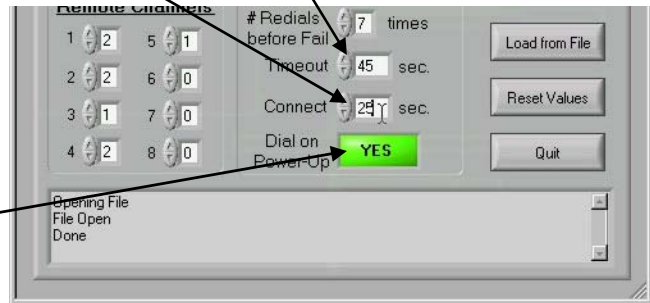 Remote Channels
1 2 5 1
2 2 6 0
3 1 7 0
4 2 8 0
# Redials before Fail 7 times
Timeout 45 sec.
Connect 25 sec.
Dial on Power-Up YES
Load from File
Reset Values
Quit
Opening File
File Open
Done